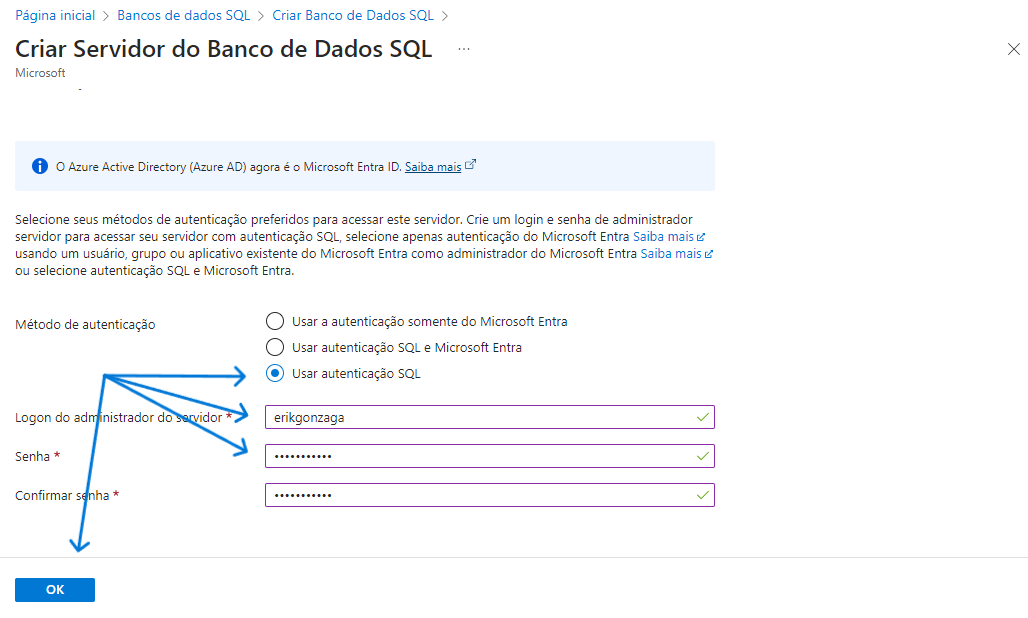 Página inicial > Bancos de dados SQL > Criar Banco de Dados SQL >
Criar Servidor do Banco de Dados SQL ...
Microsoft
O Azure Active Directory (Azure AD) agora é o Microsoft Entra ID. Saiba mais
Selecione seus métodos de autenticação preferidos para acessar este servidor. Crie um login e senha de administrador
servidor para acessar seu servidor com autenticação SQL, selecione apenas autenticação do Microsoft Entra Saiba mais
usando um usuário, grupo ou aplicativo existente do Microsoft Entra como administrador do Microsoft Entra Saiba mais
ou selecione autenticação SQL e Microsoft Entra.
Método de autenticação
Usar a autenticação somente do Microsoft Entra
Usar autenticação SQL e Microsoft Entra
Usar autenticação SQL
Logon do administrador do servidor * erikgonzaga
Senha * •••••••••••
Confirmar senha * •••••••••••
OK